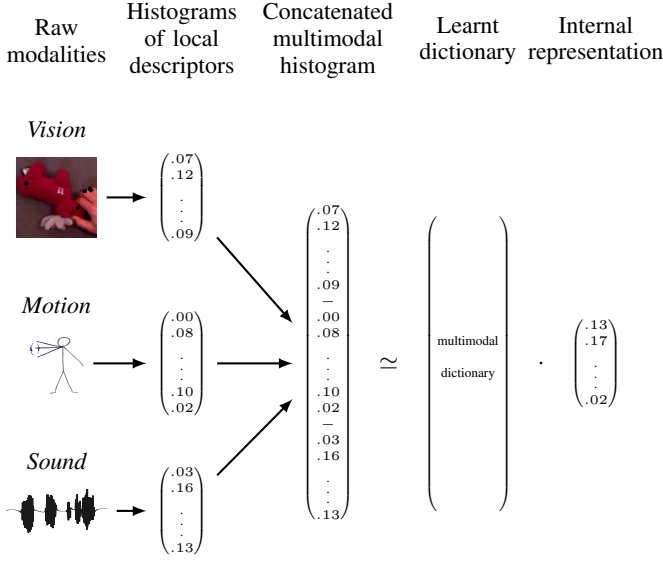 Raw
modalities
Histograms
of local
descriptors
Concatenated
multimodal
histogram
Learnt
dictionary
Internal
representation
Vision
.07
.12
.
.
.
.09
Motion
.00
.08
.
.
.
.10
.02
Sound
.03
.16
.
.
.
.13
.07
.12
.
.
.
.09
–
.00
.08
.
.
.
.10
.02
–
.03
.16
.
.
.
.13
≃
multimodal
dictionary
·
.13
.17
.
.
.
.02